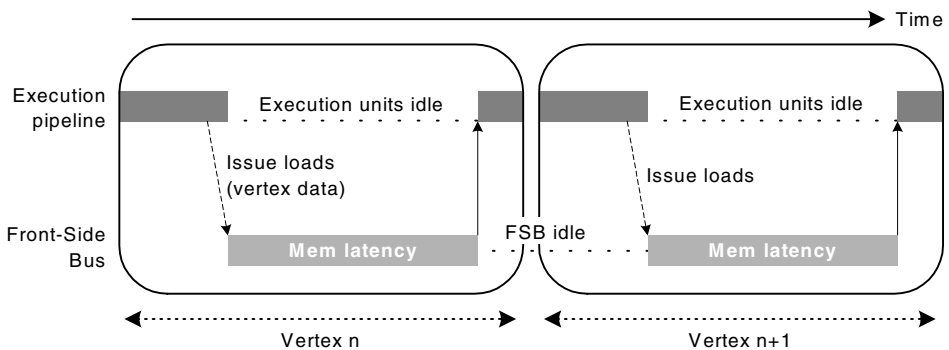 Time
Execution
pipeline
Execution units idle
Execution units idle
Issue loads
(vertex data)
Issue loads
Front-Side
Bus
Mem latency
FSB idle
Mem latency
Vertex n
Vertex n+1